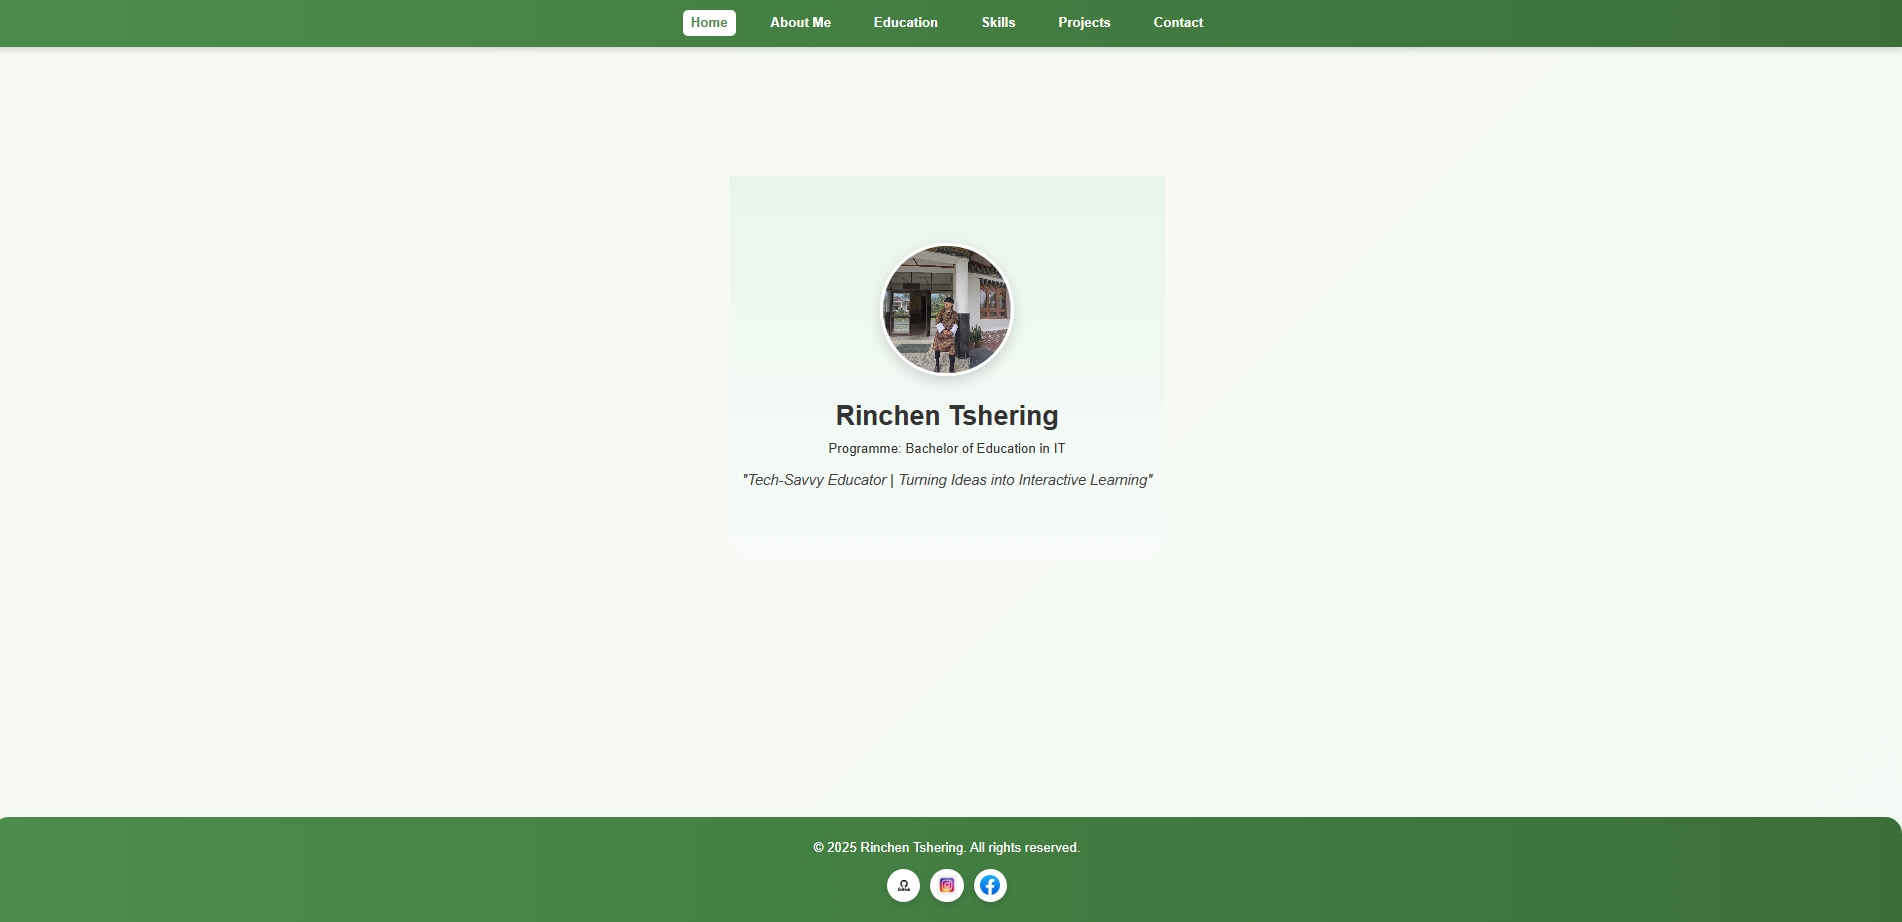 Home About Me Education Skills Projects Contact
Rinchen Tshering
Programme: Bachelor of Education in IT
"Tech-Savvy Educator | Turning Ideas into Interactive Learning"
© 2025 Rinchen Tshering. All rights reserved.